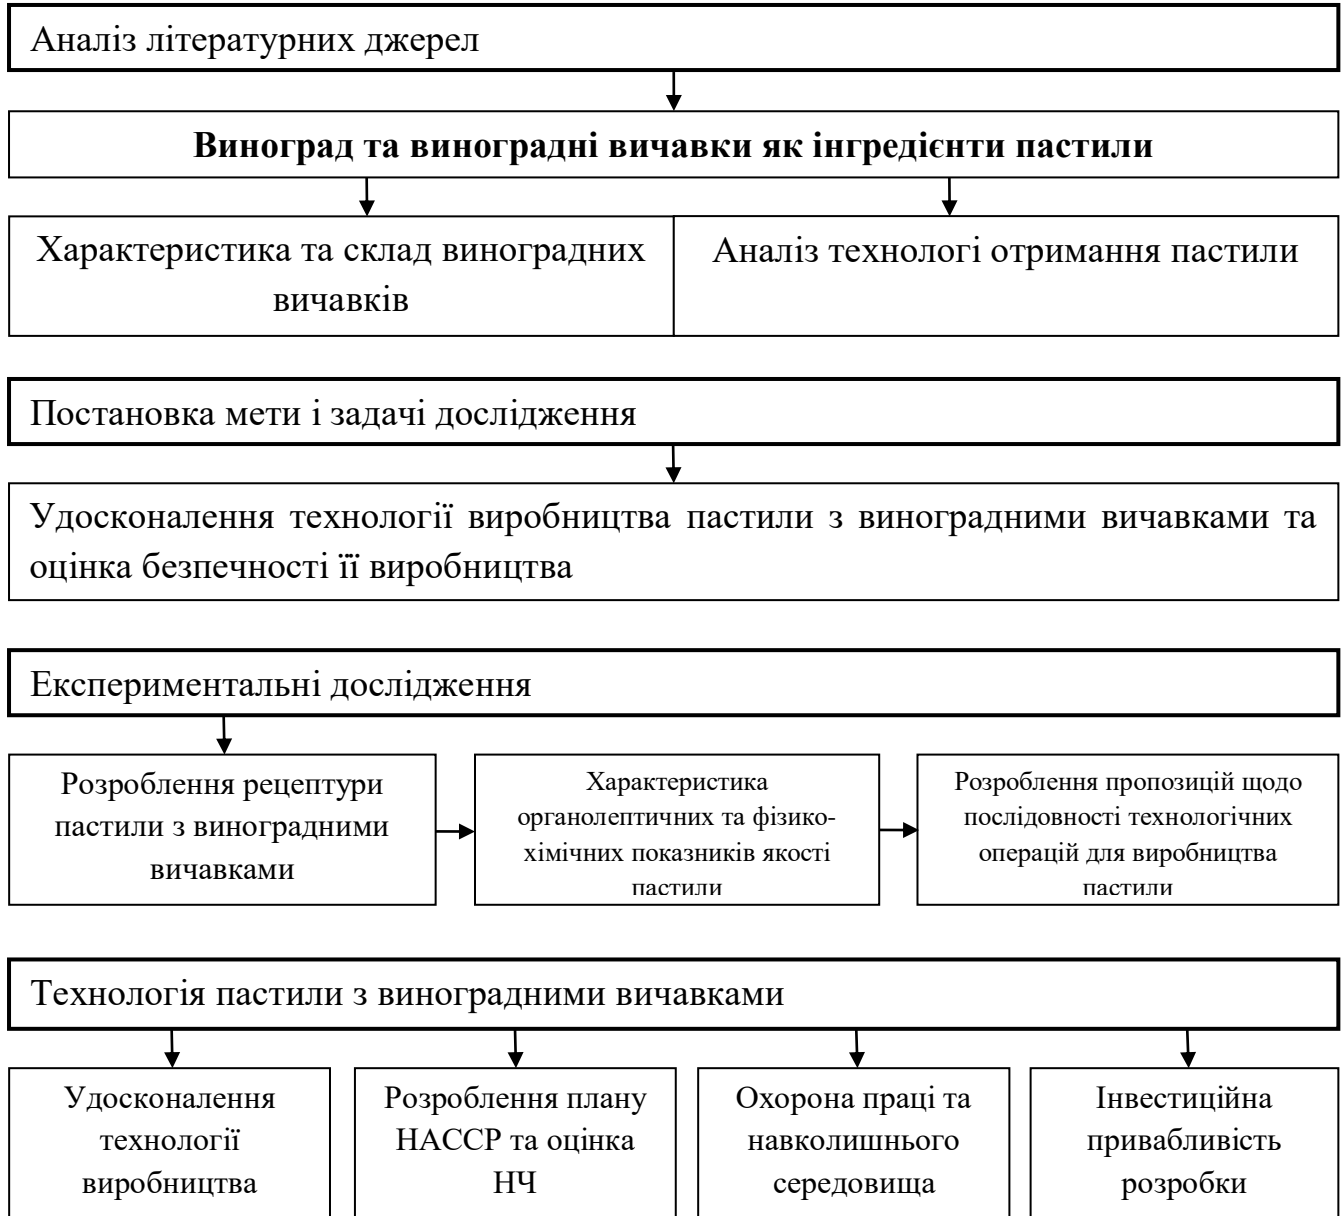 Аналіз літературних джерел
Виноград та виноградні вичавки як інгредієнти пастили
Характеристика та склад виноградних
вичавків
Аналіз технологі отримання пастили
Постановка мети і задачі дослідження
Удосконалення технології виробництва пастили з виноградними вичавками та
оцінка безпечності її виробництва
Експериментальні дослідження
Розроблення рецептури
пастили з виноградними
вичавками
Характеристика
органолептичних та фізико-
хімічних показників якості
пастили
Розроблення пропозицій щодо
послідовності технологічних
операцій для виробництва
пастили
Технологія пастили з виноградними вичавками
Удосконалення
технології
виробництва
Розроблення плану
НАССР та оцінка
НЧ
Охорона праці та
навколишнього
середовища
Інвестиційна
привабливість
розробки